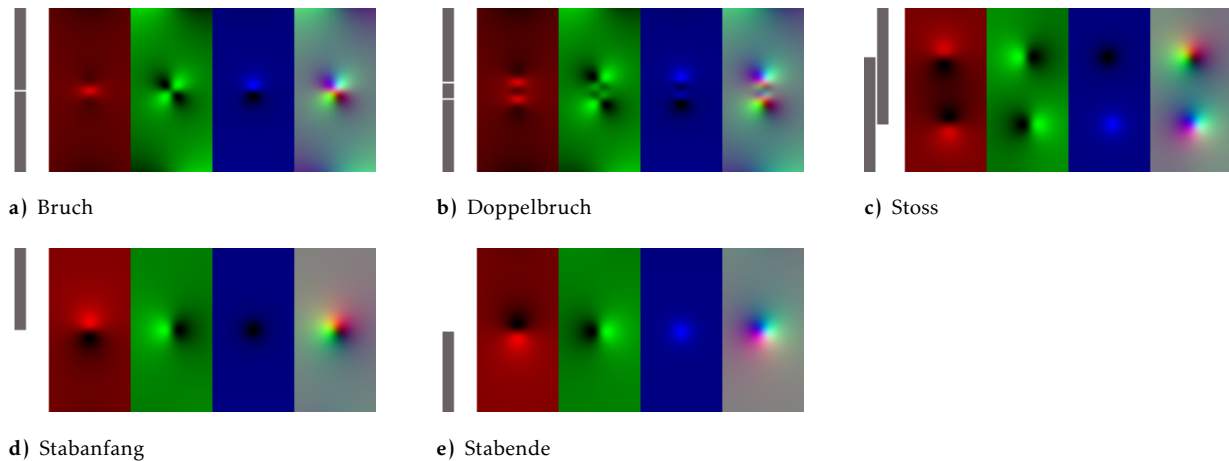 a) Bruch
b) Doppelbruch
c) Stoss
d) Stabanfang
e) Stabende